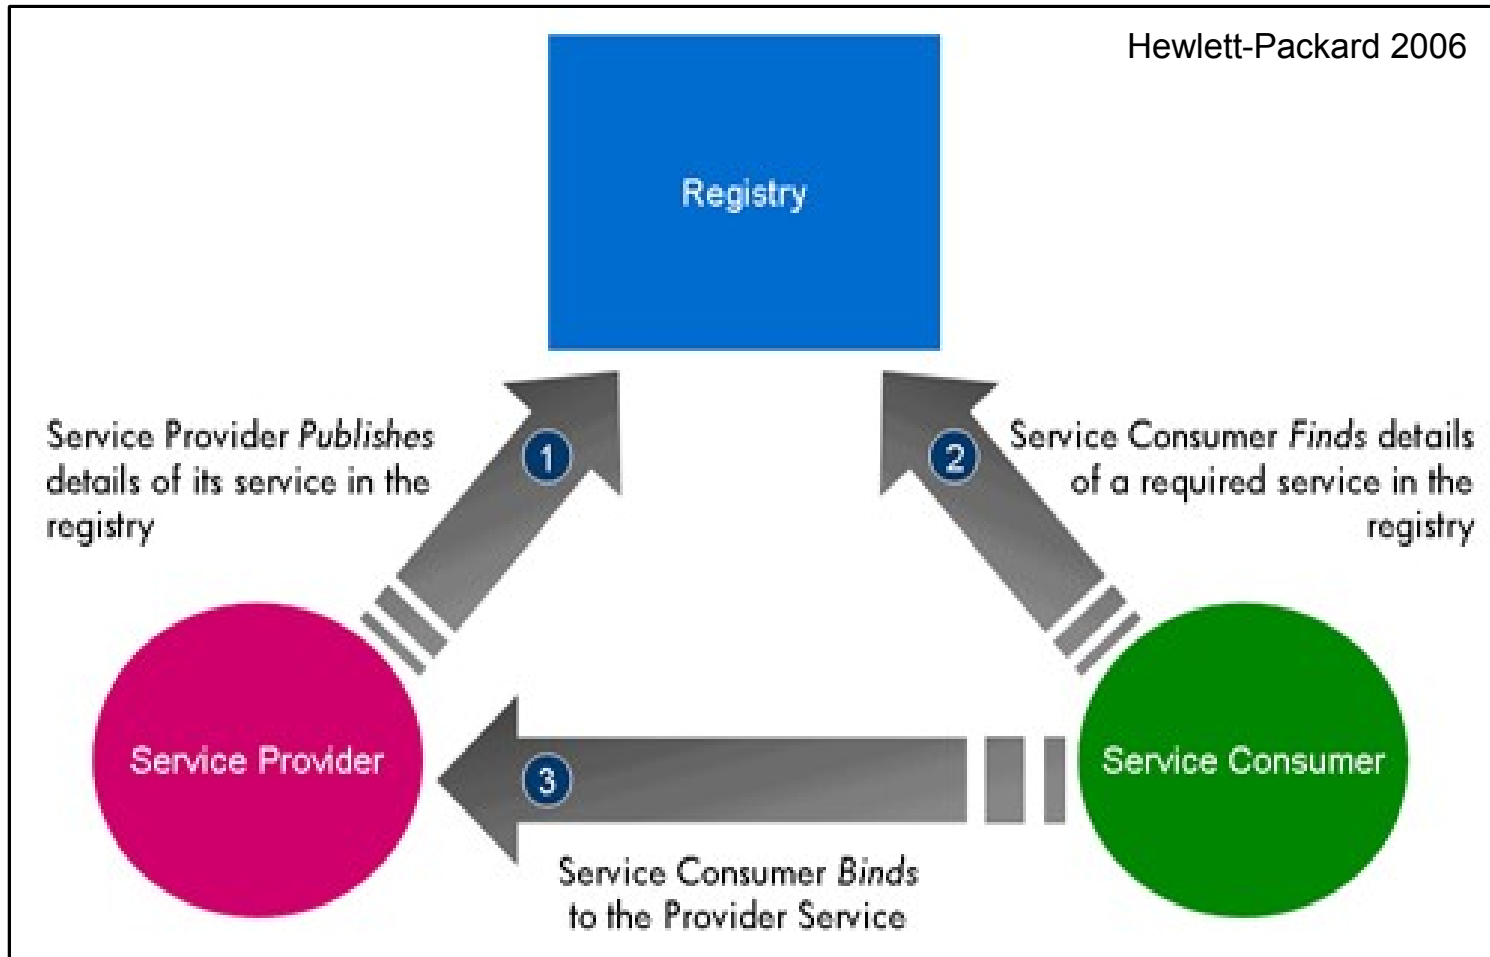 Hewlett-Packard 2006
Registry
Service Provider Publishes
details of its service in the
registry
1
2
Service Consumer Finds details
of a required service in the
registry
Service Provider
3
Service Consumer
Service Consumer Binds
to the Provider Service